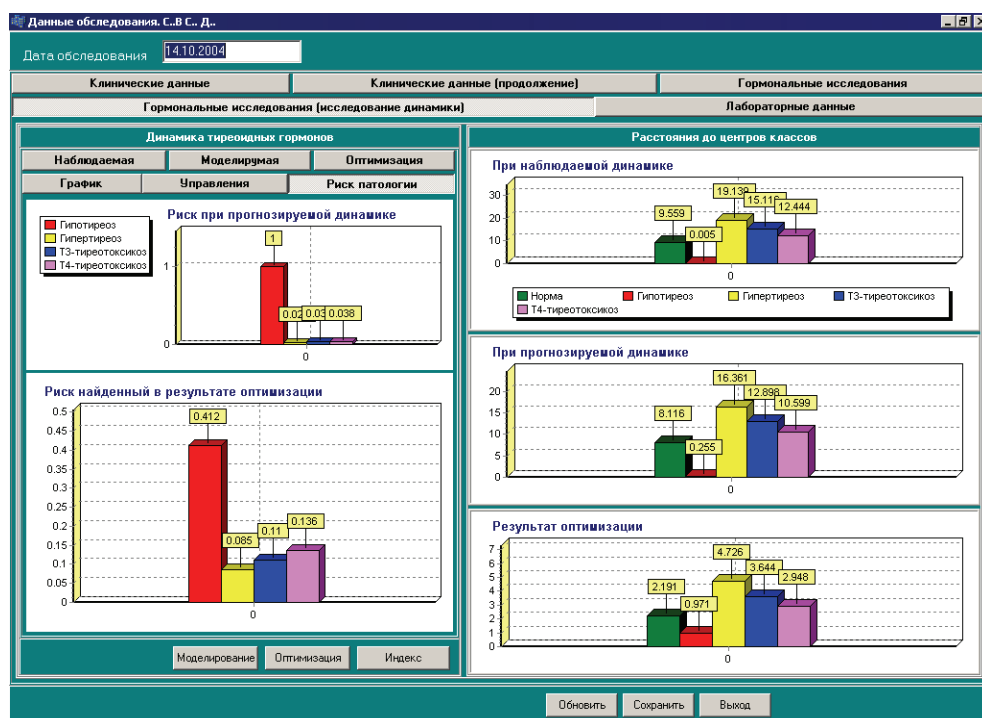 Данные обследования. С..В С.. Д..
Дата обследования 14.10.2004
Клинические данные Клинические данные (продолжение) Гормональные исследования
Гормональные исследования (исследование динамики) Лабораторные данные
Динамика тиреоидных гормонов
Наблюдаемая Моделирумая Оптимизация
График Управления Риск патологии
Риск при прогнозируемой динамике
Гипотиреоз
Гипертиреоз
Т3-тиреотоксикоз
Т4-тиреотоксикоз
1
0.03 0.038
1
0
0
Риск найденный в результате оптимизации
0.412
0.085
0.11
0.136
0.5
0.45
0.4
0.35
0.3
0.25
0.2
0.15
0.1
0.05
0
0
Моделирование Оптимизация Индекс
Расстояния до центров классов
При наблюдаемой динамике
9.559
0.005
12.444
30
20
10
0
0
Норма Гипотиреоз Гипертиреоз Т3-тиреотоксикоз
Т4-тиреотоксикоз
При прогнозируемой динамике
8.116
0.255
16.361
12.898
10.599
20
15
10
5
0
0
Результат оптимизации
2.191
0.971
4.726
3.644
2.948
7
6
5
4
3
2
1
0
Обновить Сохранить Выход